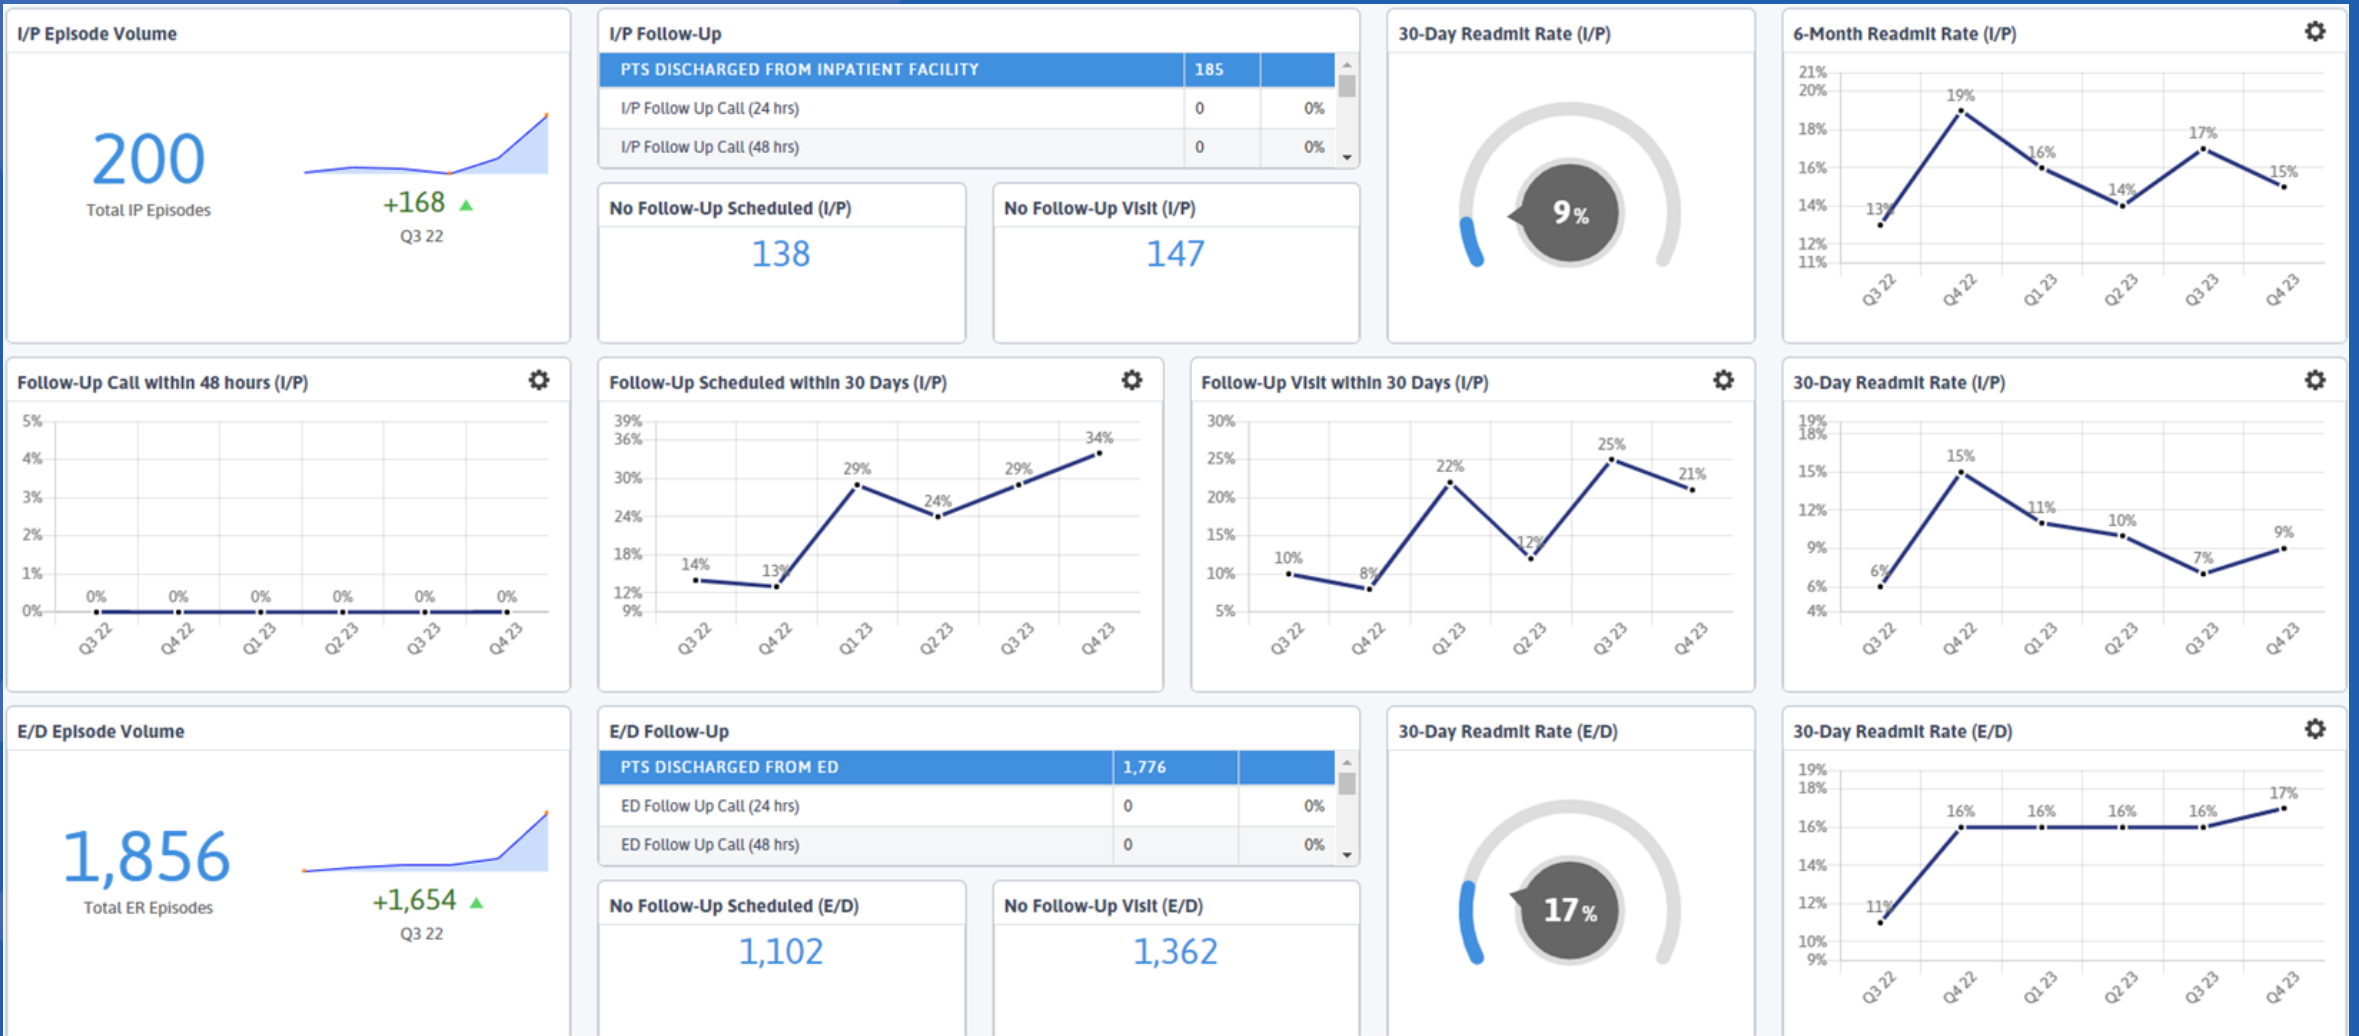 I/P Episode Volume
200
Total IP Episodes
+168
Q3 22
I/P Follow-Up
PTS DISCHARGED FROM INPATIENT FACILITY 185
I/P Follow Up Call (24 hrs) 0 0%
I/P Follow Up Call (48 hrs) 0 0%
No Follow-Up Scheduled (I/P)
138
No Follow-Up Visit (I/P)
147
30-Day Readmit Rate (I/P)
9%
6-Month Readmit Rate (I/P)
21%
20%
18%
16%
14%
12%
11%
13%
19%
16%
14%
17%
15%
Q3 22 Q4 22 Q1 23 Q2 23 Q3 23 Q4 23
Follow-Up Call within 48 hours (I/P)
5%
4%
3%
2%
1%
0%
0% 0% 0% 0% 0% 0%
Q3 22 Q4 22 Q1 23 Q2 23 Q3 23 Q4 23
Follow-Up Scheduled within 30 Days (I/P)
39%
36%
30%
24%
18%
12%
9%
14%
13%
29%
24%
29%
34%
Q3 22 Q4 22 Q1 23 Q2 23 Q3 23 Q4 23
Follow-Up Visit within 30 Days (I/P)
30%
25%
20%
15%
10%
5%
10%
8%
22%
12%
25%
21%
Q3 22 Q4 22 Q1 23 Q2 23 Q3 23 Q4 23
30-Day Readmit Rate (I/P)
19%
18%
15%
12%
9%
6%
4%
6%
15%
11%
10%
7%
9%
Q3 22 Q4 22 Q1 23 Q2 23 Q3 23 Q4 23
E/D Episode Volume
1,856
Total ER Episodes
+1,654
Q3 22
E/D Follow-Up
PTS DISCHARGED FROM ED 1,776
ED Follow Up Call (24 hrs) 0 0%
ED Follow Up Call (48 hrs) 0 0%
No Follow-Up Scheduled (E/D)
1,102
No Follow-Up Visit (E/D)
1,362
30-Day Readmit Rate (E/D)
17%
30-Day Readmit Rate (E/D)
19%
18%
16%
14%
12%
10%
9%
11%
16%
16%
16%
16%
17%
Q3 22 Q4 22 Q1 23 Q2 23 Q3 23 Q4 23